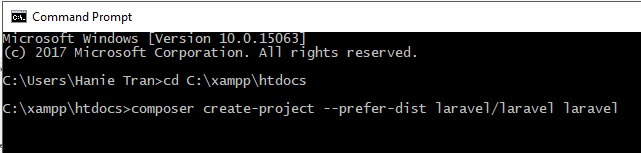 Command Prompt
Microsoft Windows [Version 10.0.15063]
(c) 2017 Microsoft Corporation. All rights reserved.
C:\Users\Hanie Tran>cd C:\xampp\htdocs
C:\xampp\htdocs>composer create-project --prefer-dist laravel/laravel laravel